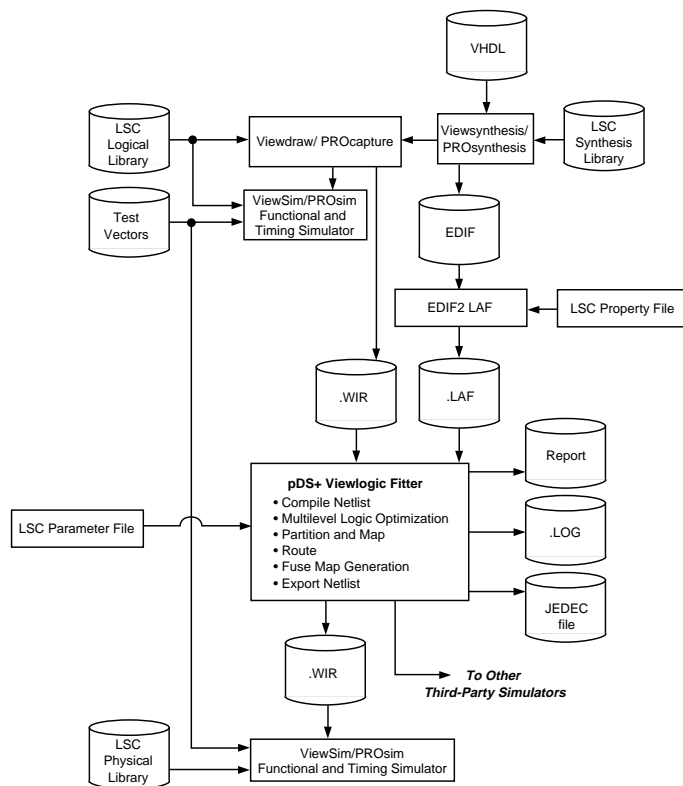 VHDL
LSC
Logical
Library
Viewdraw/ PROcapture
Viewsynthesis/
PROsynthesis
LSC
Synthesis
Library
Test
Vectors
ViewSim/PROsim
Functional and
Timing Simulator
EDIF
EDIF2 LAF
LSC Property File
.WIR
.LAF
Report
pDS+ Viewlogic Fitter
• Compile Netlist
• Multilevel Logic Optimization
• Partition and Map
• Route
• Fuse Map Generation
• Export Netlist
LSC Parameter File
.LOG
JEDEC
file
.WIR
To Other
Third-Party Simulators
LSC
Physical
Library
ViewSim/PROsim
Functional and Timing Simulator